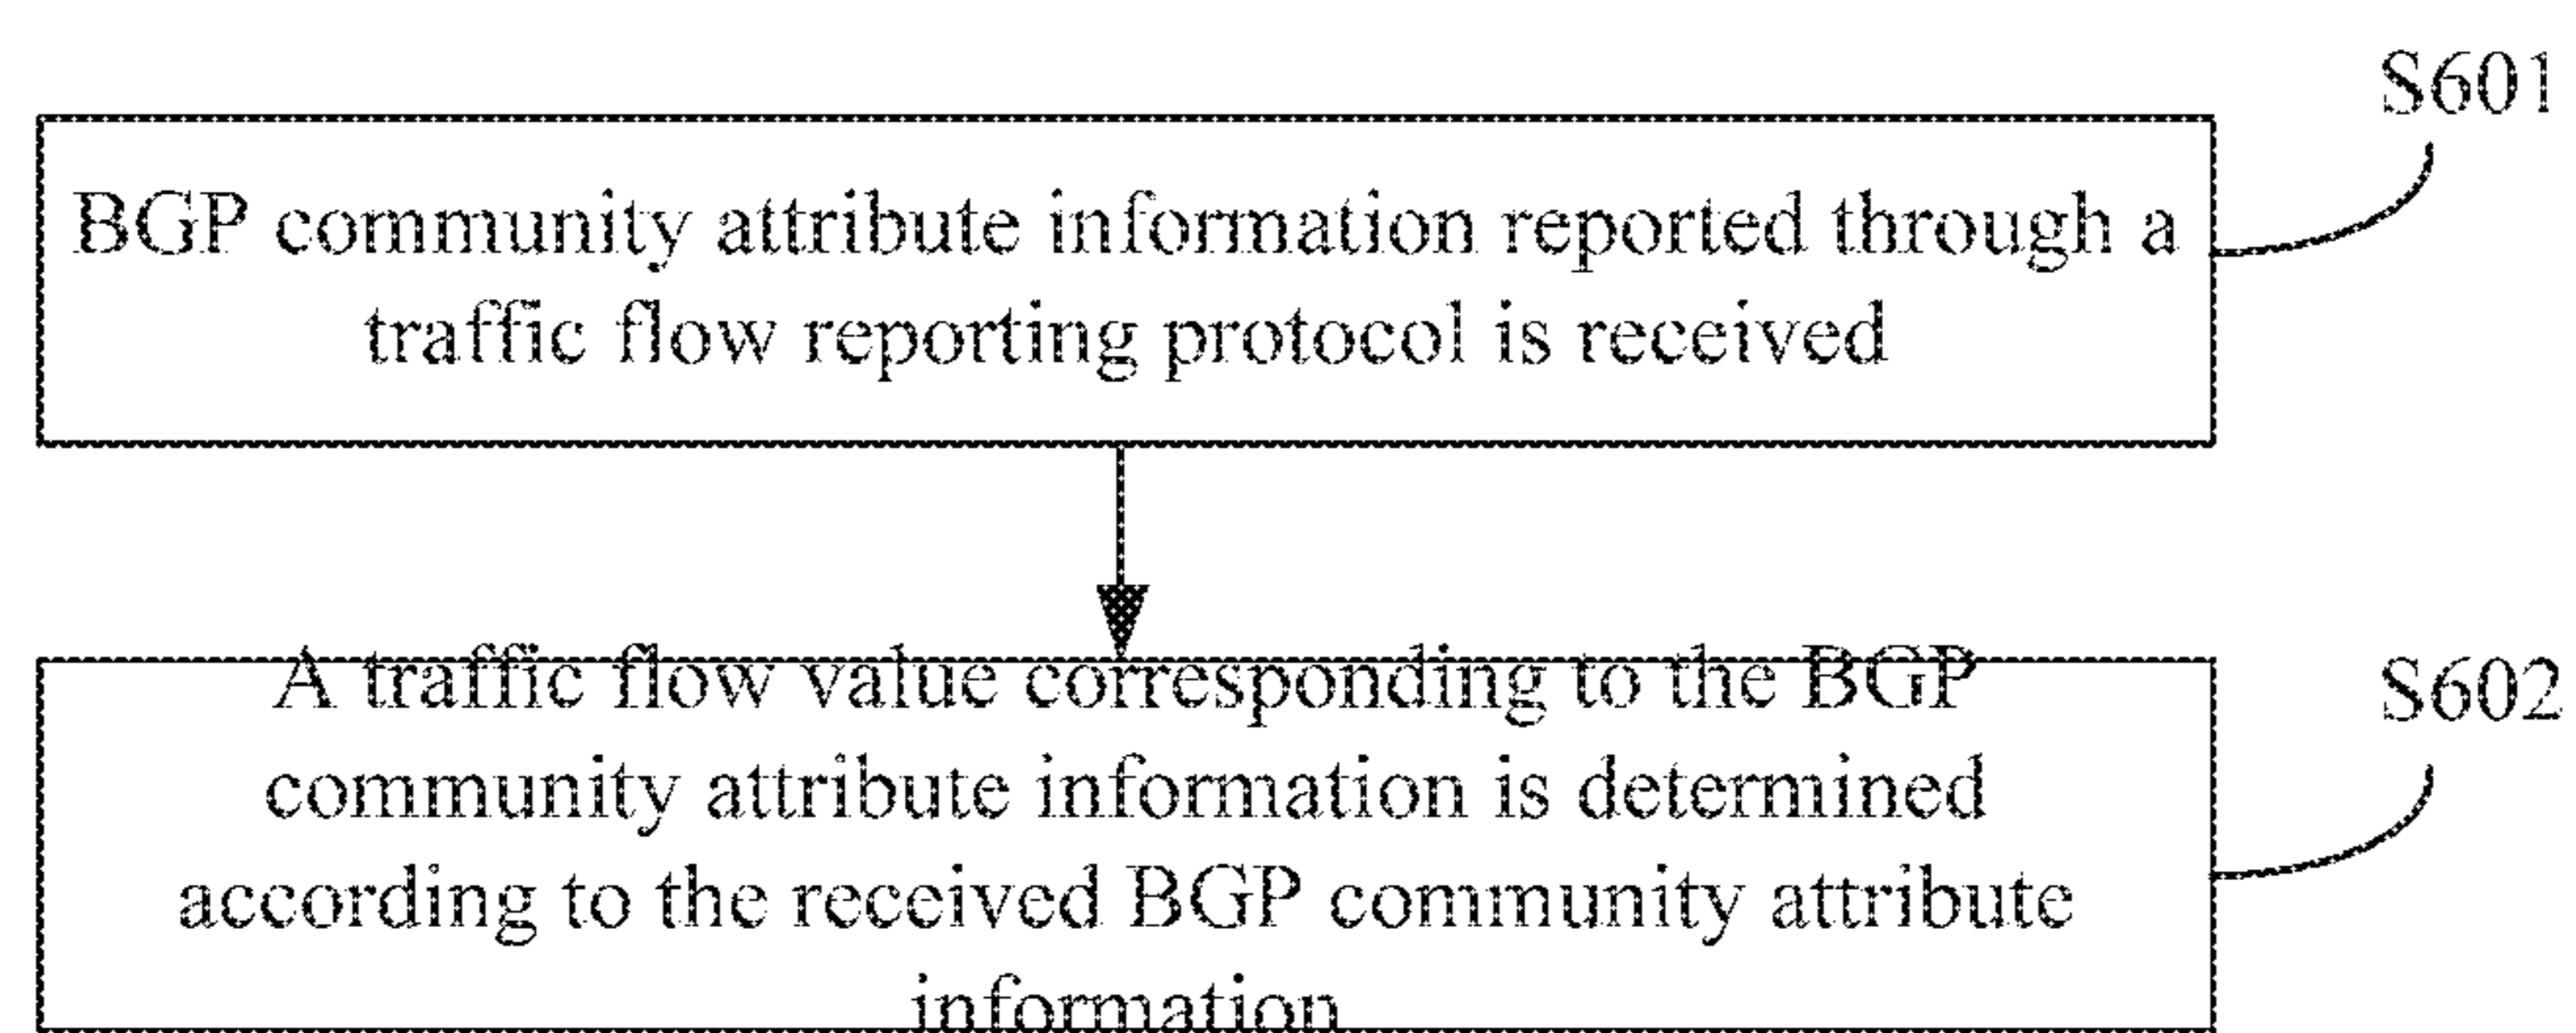 S601
BGP community attribute information reported through a
traffic flow reporting protocol is received
A traffic flow value corresponding to the BGP
S602
community attribute information is determined
according to the received BGP community attribute
information